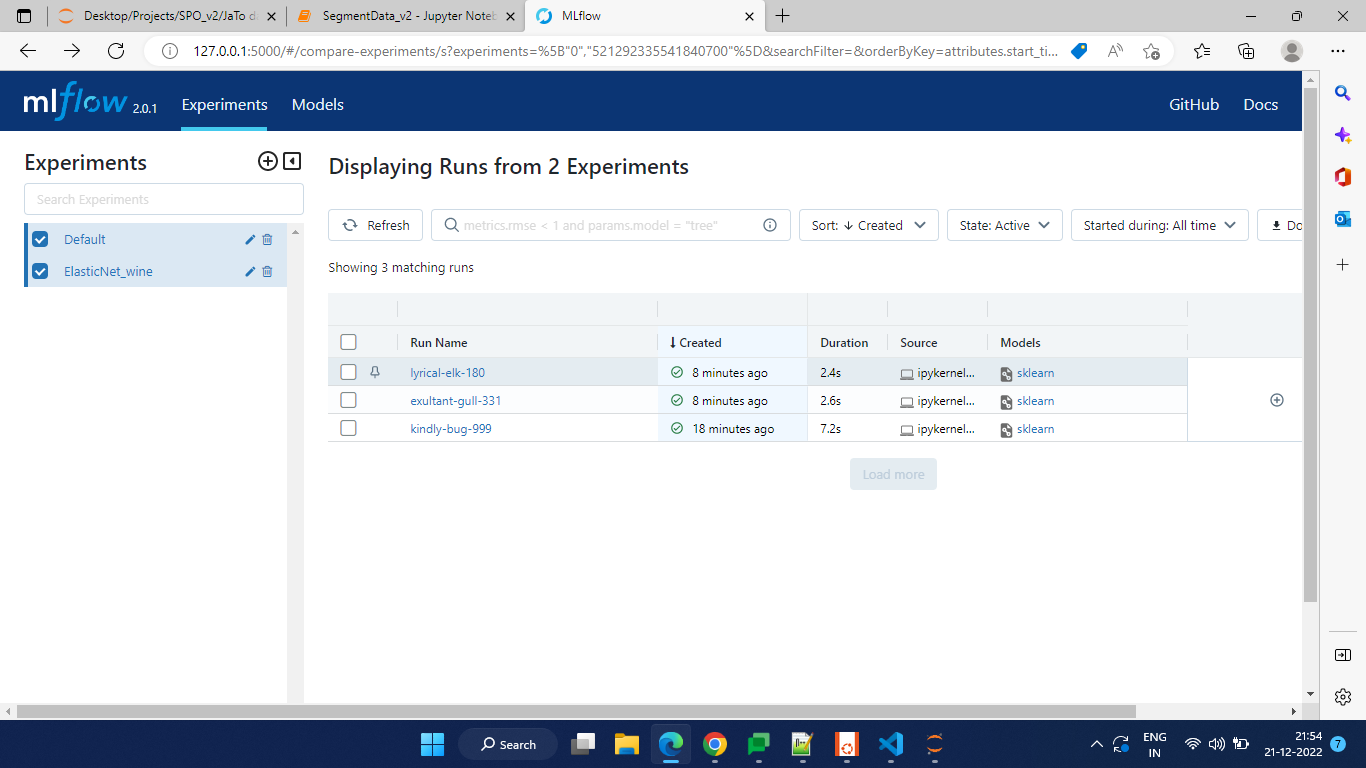 Desktop/Projects/SPO_v2/JaTo d
SegmentData_v2 - Jupyter Noteb
MLflow
127.0.0.1:5000/#/compare-experiments/s?experiments=%5B"0","521292335541840700"%5D&searchFilter=&orderByKey=attributes.start_ti...
mlflow 2.0.1
Experiments
Models
GitHub
Docs
Experiments
Search Experiments
Default
ElasticNet_wine
Displaying Runs from 2 Experiments
Refresh
metrics.rmse < 1 and params.model = "tree"
Sort: ↓ Created
State: Active
Started during: All time
Do
Showing 3 matching runs
Run Name ↓ Created Duration Source Models
lyrical-elk-180 8 minutes ago 2.4s ipykernel... sklearn
exultant-gull-331 8 minutes ago 2.6s ipykernel... sklearn
kindly-bug-999 18 minutes ago 7.2s ipykernel... sklearn
Load more
Search
ENG
IN
21:54
21-12-2022
7